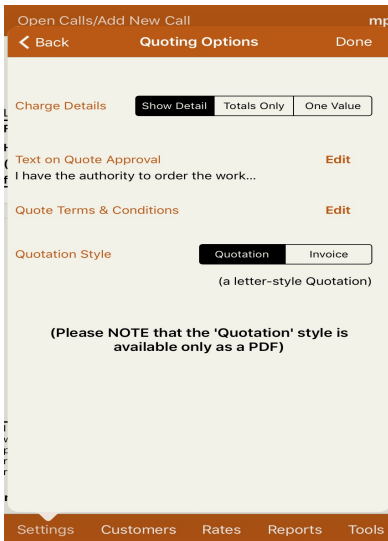 Open Calls/Add New Call
Back Quoting Options Done
Charge Details Show Detail Totals Only One Value
Text on Quote Approval Edit
I have the authority to order the work...
Quote Terms & Conditions Edit
Quotation Style Quotation Invoice
(a letter-style Quotation)
(Please NOTE that the 'Quotation' style is
available only as a PDF)
Settings Customers Rates Reports Tools